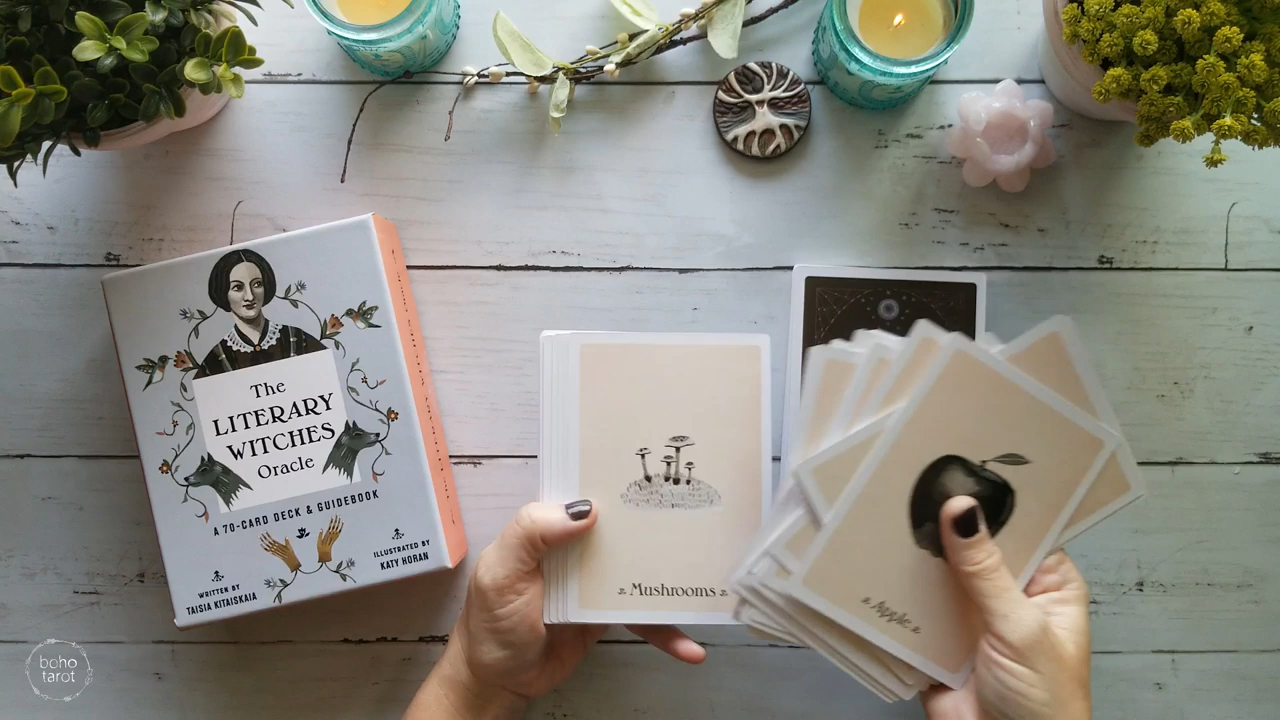 The
LITERARY
WITCHES
Oracle
A 70-CARD DECK & GUIDEBOOK
WRITTEN BY
TAISIA KITAISKAIA
ILLUSTRATED BY
KATY HORAN
Mushrooms
Apple
boho
tarot